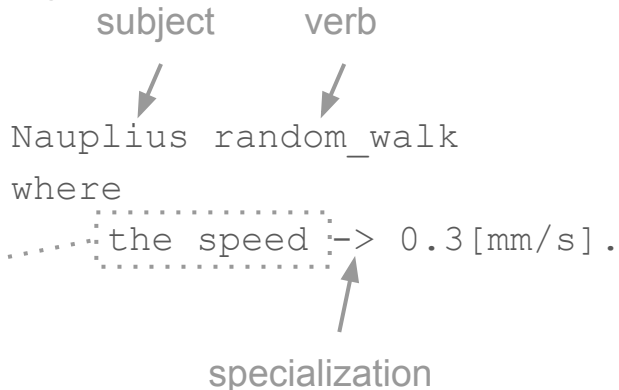 subject verb
Nauplius random_walk
where
the speed -> 0.3[mm/s].
specialization